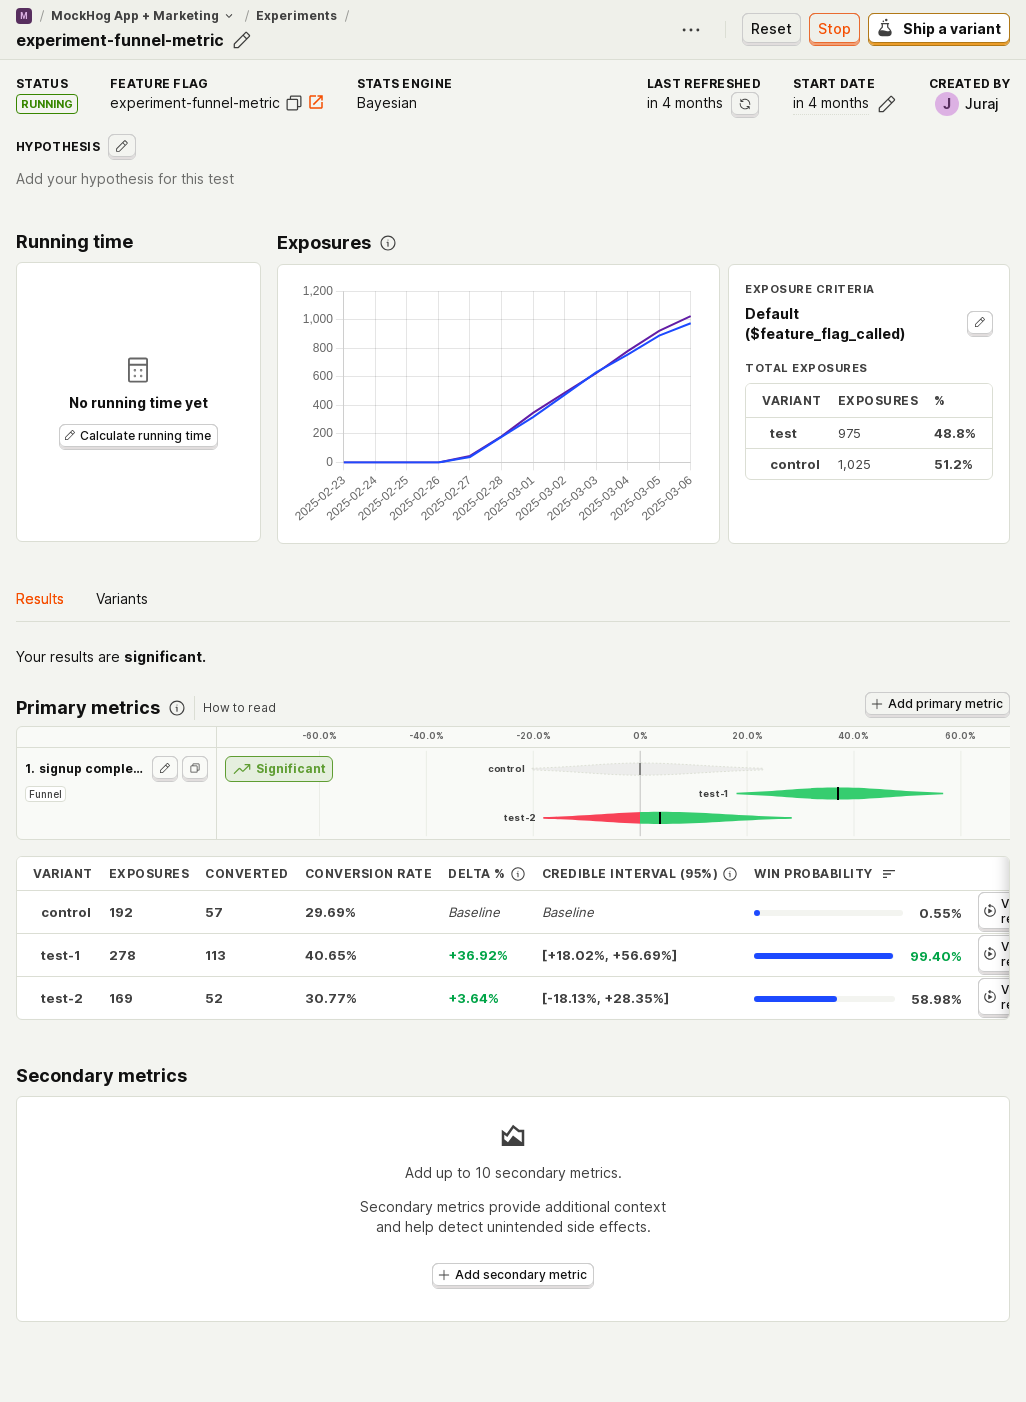 M / MockHog App + Marketing / Experiments /
experiment-funnel-metric
Reset Stop Ship a variant
STATUS FEATURE FLAG STATS ENGINE LAST REFRESHED START DATE CREATED BY
RUNNING experiment-funnel-metric Bayesian in 4 months in 4 months J Juraj
HYPOTHESIS
Add your hypothesis for this test
Running time
No running time yet
Calculate running time
Exposures
1,200
1,000
800
600
400
200
0
2025-02-23 2025-02-24 2025-02-25 2025-02-26 2025-02-27 2025-02-28 2025-03-01 2025-03-02 2025-03-03 2025-03-04 2025-03-05 2025-03-06
EXPOSURE CRITERIA
Default
($feature_flag_called)
TOTAL EXPOSURES
VARIANT EXPOSURES %
test 975 48.8%
control 1,025 51.2%
Results Variants
Your results are significant.
Primary metrics How to read Add primary metric
-60.0% -40.0% -20.0% 0% 20.0% 40.0% 60.0%
1. signup comple... Significant
Funnel
control
test-1
test-2
VARIANT EXPOSURES CONVERTED CONVERSION RATE DELTA % CREDIBLE INTERVAL (95%) WIN PROBABILITY
control 192 57 29.69% Baseline Baseline 0.55%
test-1 278 113 40.65% +36.92% [+18.02%, +56.69%] 99.40%
test-2 169 52 30.77% +3.64% [-18.13%, +28.35%] 58.98%
Secondary metrics
Add up to 10 secondary metrics.
Secondary metrics provide additional context
and help detect unintended side effects.
Add secondary metric